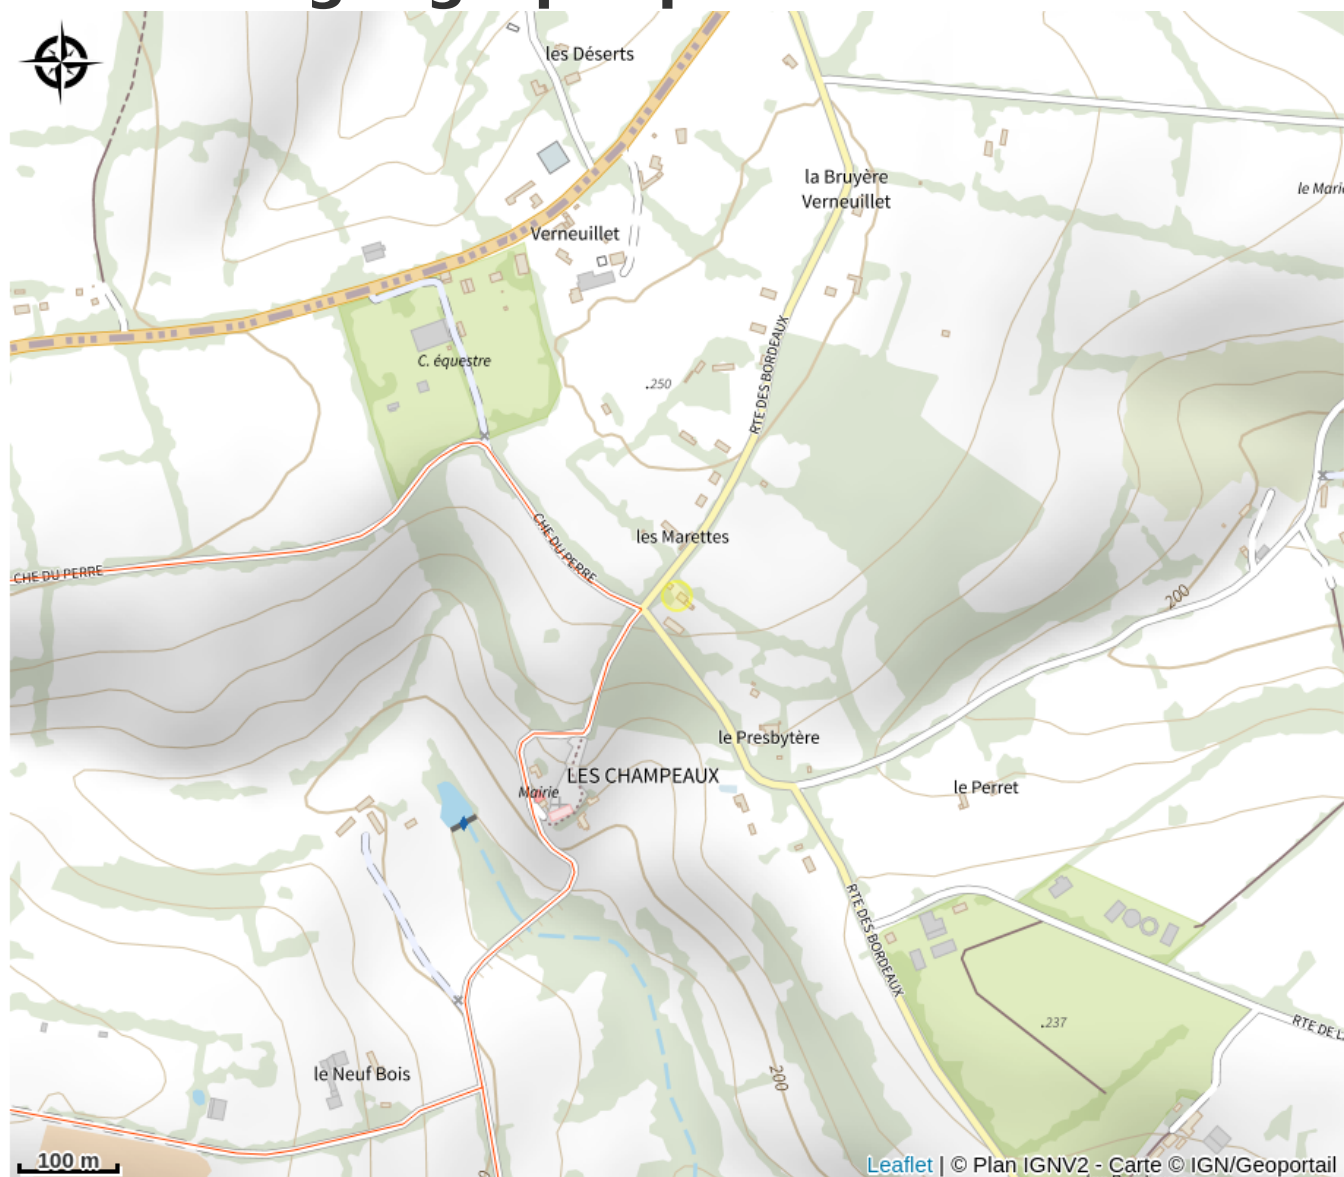 les Déserts
la Bruyère
Verneuillet
Verneuillet
RTE DES BORDEAUX
C. équestre
.250
CHE DU PERRE
les Marettes
CHE DU PERRE
200
le Presbytère
LES CHAMPEAUX
Mairie
le Perret
RTE DES BORDEAUX
.237
RTE DE L
le Neuf Bois
200
100 m
Leaflet | © Plan IGNV2 - Carte © IGN/Geoportail